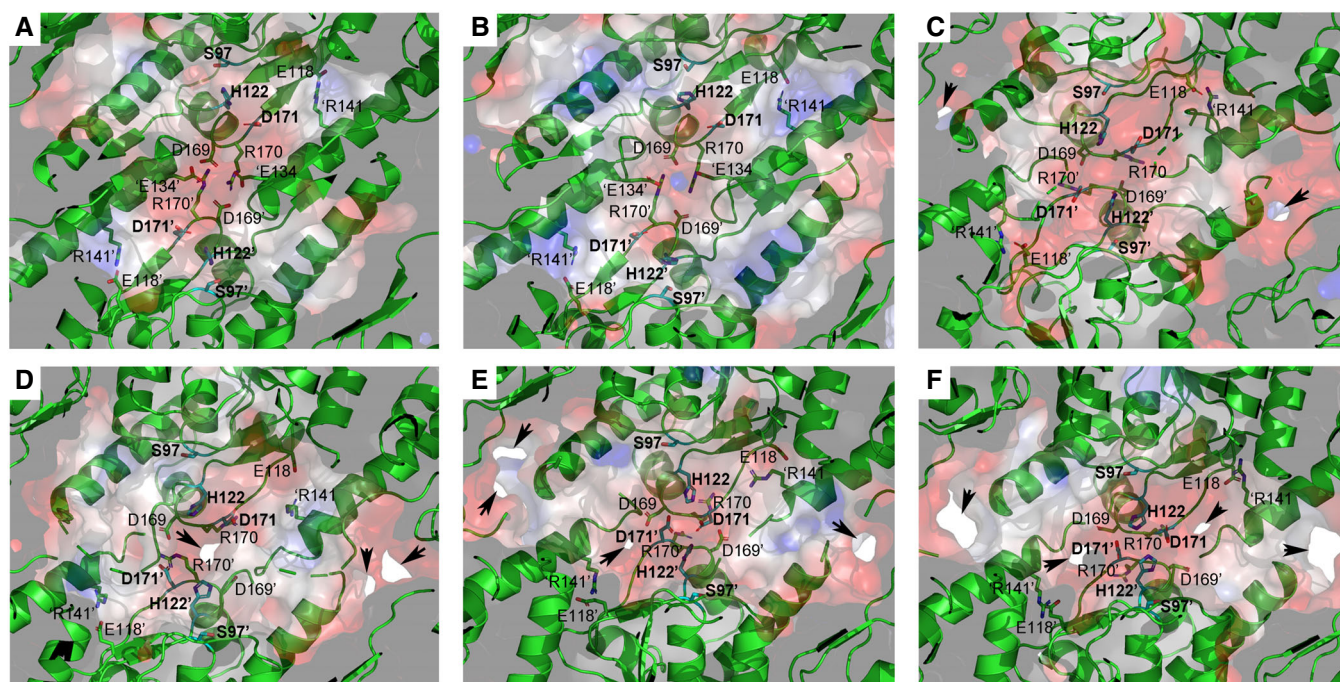 A
S97
E118
H122
'R141
D171
D169
R170
'E134'
'E134
R170'
D169'
D171'
'R141'
H122'
E118'
S97'
B
S97
E118
H122
'R141
D171
D169
R170
'E134'
'E134
R170'
D169'
D171'
'R141'
H122'
E118'
S97'
C
S97
E118
'R141
H122
D171
D169
R170
R170'
D169'
D171'
H122'
'R141'
E118'
S97'
D
S97
E118
H122
'R141
D169
D171
R170
R170'
D171'
D169'
'R141'
H122'
E118'
S97'
E
S97
E118
H122
'R141
D169
R170
D171
D171'
R170'
D169'
H122'
'R141'
S97'
E118'
F
S97
E118
'R141
H122
D169
D171'
R170
D171
R170'
D169'
'R141'
H122'
S97'
E118'